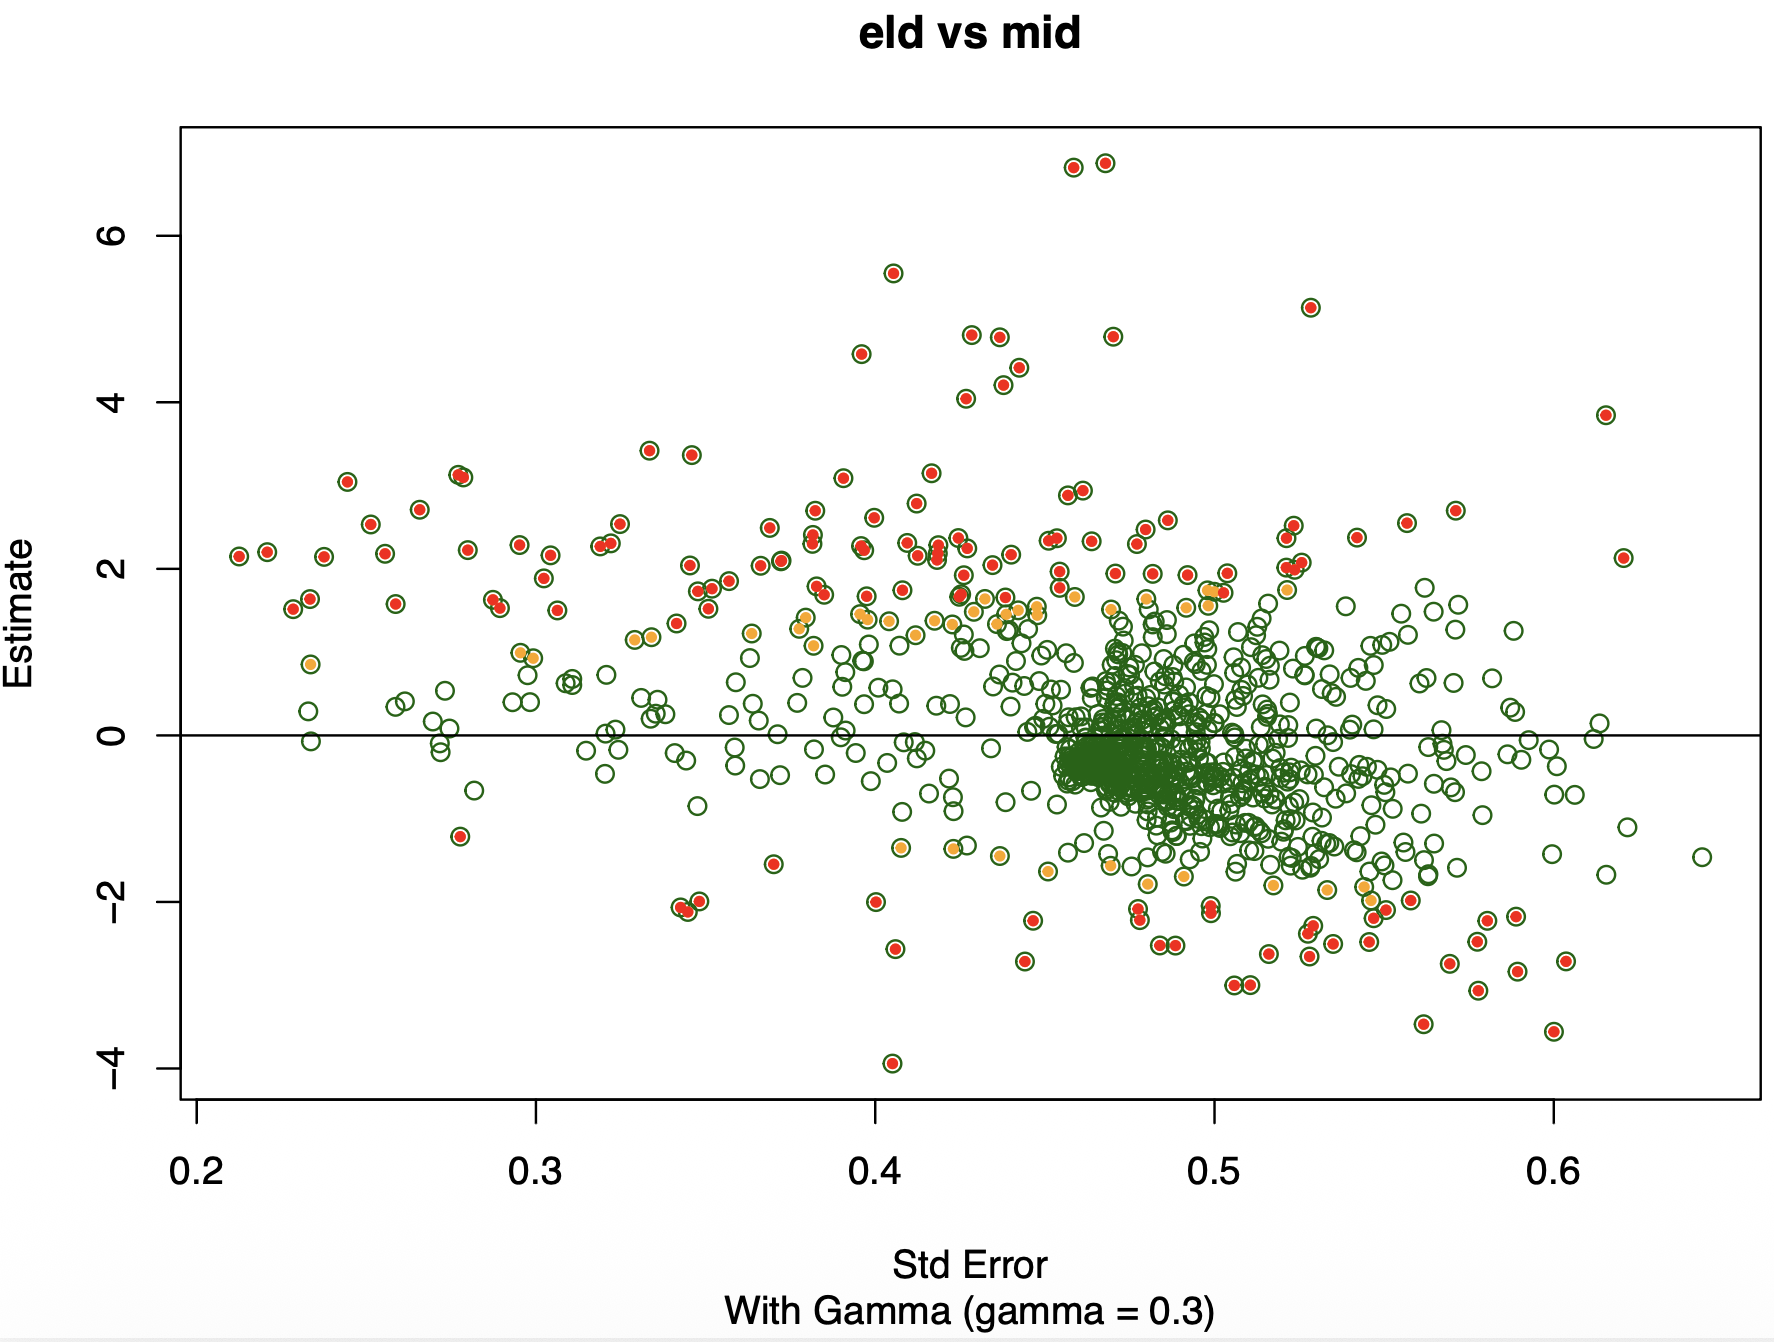 eld vs mid
Estimate
6
4
2
0
−2
−4
0.2 0.3 0.4 0.5 0.6
Std Error
With Gamma (gamma = 0.3)